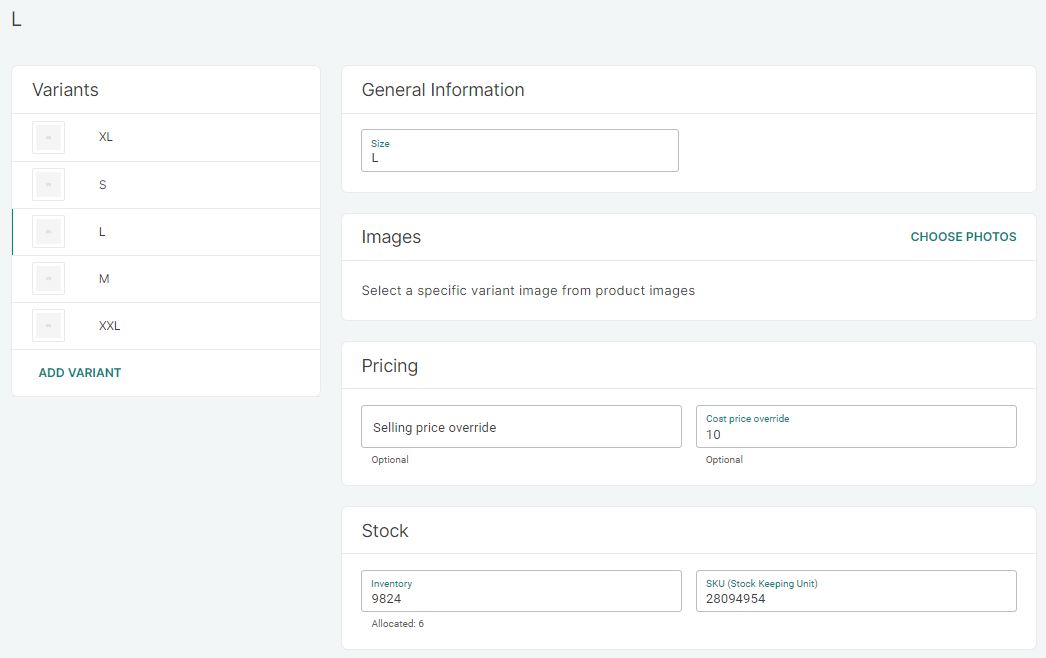 L
Variants
XL
S
L
M
XXL
ADD VARIANT
General Information
Size
L
Images
CHOOSE PHOTOS
Select a specific variant image from product images
Pricing
Selling price override
Optional
Cost price override
10
Optional
Stock
Inventory
9824
Allocated: 6
SKU (Stock Keeping Unit)
28094954